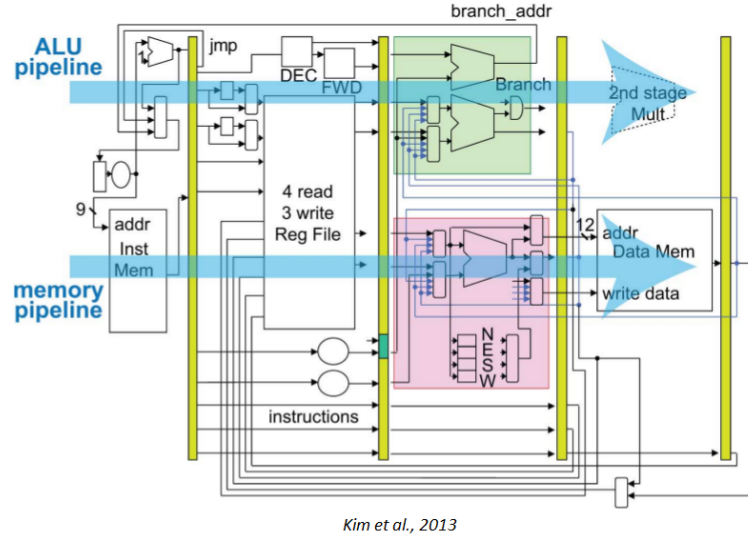 branch_addr
ALU
pipeline
jmp
DEC
FWD
Branch
2nd stage
Mult
9
addr
Inst
Mem
4 read
3 write
Reg File
12
addr
Data Mem
write data
memory
pipeline
N
E
S
W
instructions
Kim et al., 2013